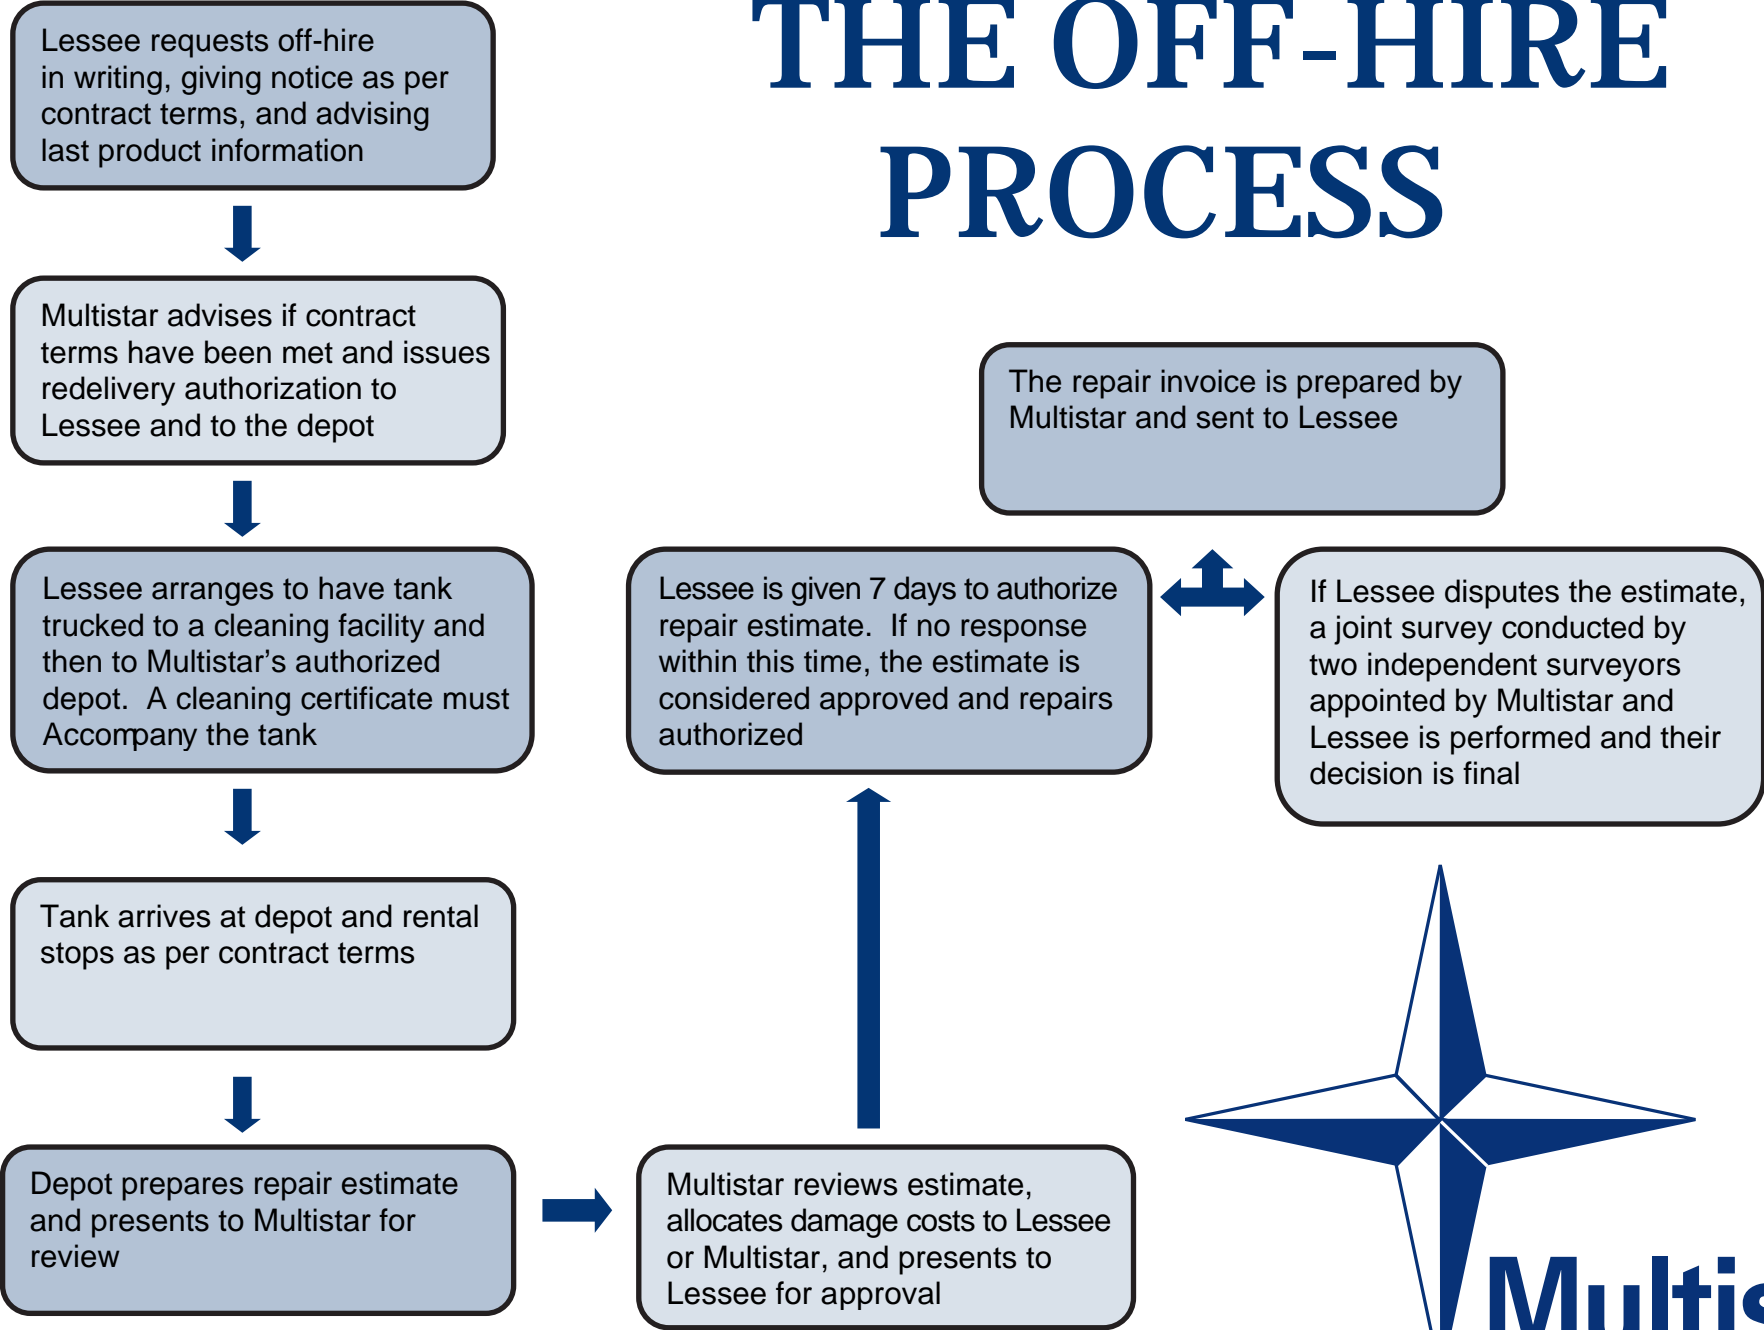 THE OFF-HIRE
PROCESS
Lessee requests off-hire
in writing, giving notice as per
contract terms, and advising
last product information
Multistar advises if contract
terms have been met and issues
redelivery authorization to
Lessee and to the depot
Lessee arranges to have tank
trucked to a cleaning facility and
then to Multistar's authorized
depot.  A cleaning certificate must
Accompany the tank
Tank arrives at depot and rental
stops as per contract terms
Depot prepares repair estimate
and presents to Multistar for
review
Multistar reviews estimate,
allocates damage costs to Lessee
or Multistar, and presents to
Lessee for approval
Lessee is given 7 days to authorize
repair estimate.  If no response
within this time, the estimate is
considered approved and repairs
authorized
If Lessee disputes the estimate,
a joint survey conducted by
two independent surveyors
appointed by Multistar and
Lessee is performed and their
decision is final
The repair invoice is prepared by
Multistar and sent to Lessee
Multis